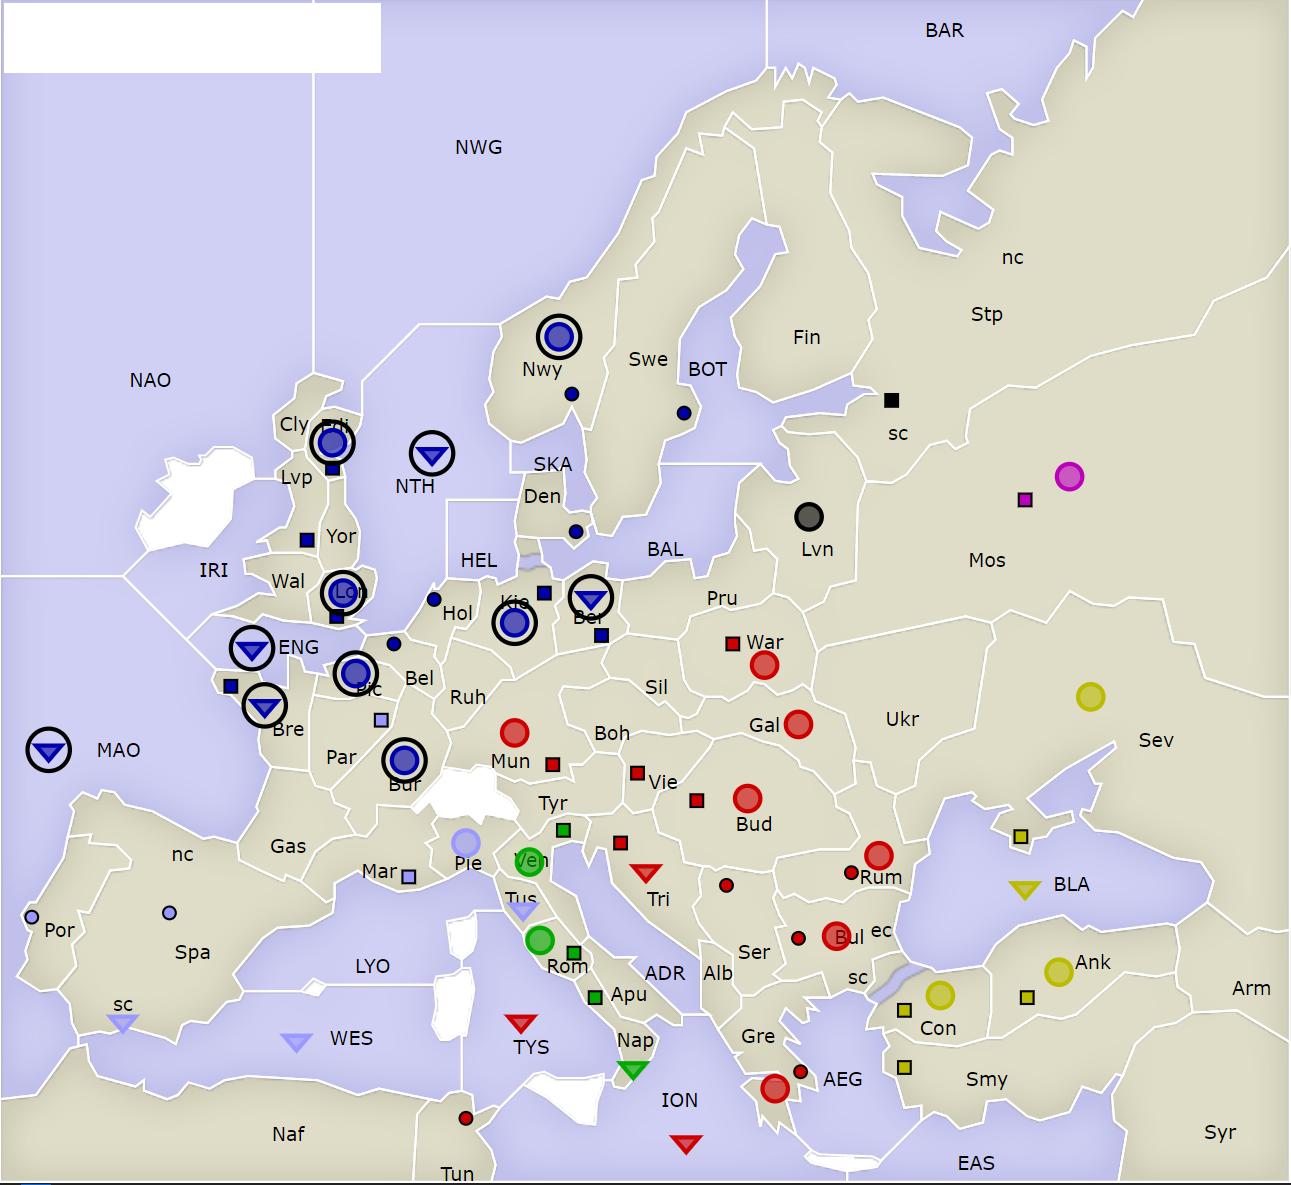 BAR
NWG
nc
Stp
Fin
Swe
BOT
Nwy
NAO
Cly
Edi
sc
SKA
Lvp
NTH
Den
Yor
Lvn
BAL
HEL
Mos
IRI
Wal
Lon
Kie
Pru
Hol
Ber
War
ENG
Bel
Sil
Pic
Ruh
Bre
Ukr
Gal
Boh
Sev
MAO
Par
Mun
Vie
Bur
Tyr
Bud
Gas
nc
Ven
Pie
Mar
Rum
BLA
Tus
Tri
Por
Bul
ec
Spa
Ser
Ank
LYO
Rom
ADR
Alb
sc
Arm
Apu
sc
Con
WES
Nap
Gre
TYS
AEG
Smy
ION
Naf
Syr
EAS
Tun